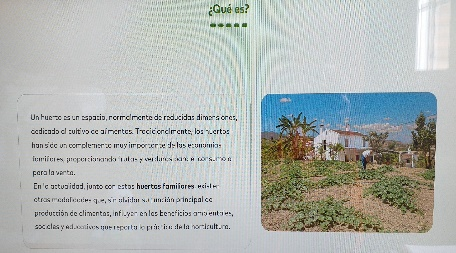 ¿Qué es?
Un huerto es un espacio, normalmente de reducidas dimensiones,
dedicado al cultivo de alimentos. Tradicionalmente, los huertos
han sido un complemento muy importante de las economías
familiares, proporcionando frutas y verduras para el consumo o
para la venta.
En la actualidad, junto con estos huertos familiares existen
otras modalidades que, sin olvidar su función principal de
producción de alimentos, influyen en los beneficios ambientales,
sociales y educativos que reporta la práctica de la horticultura.